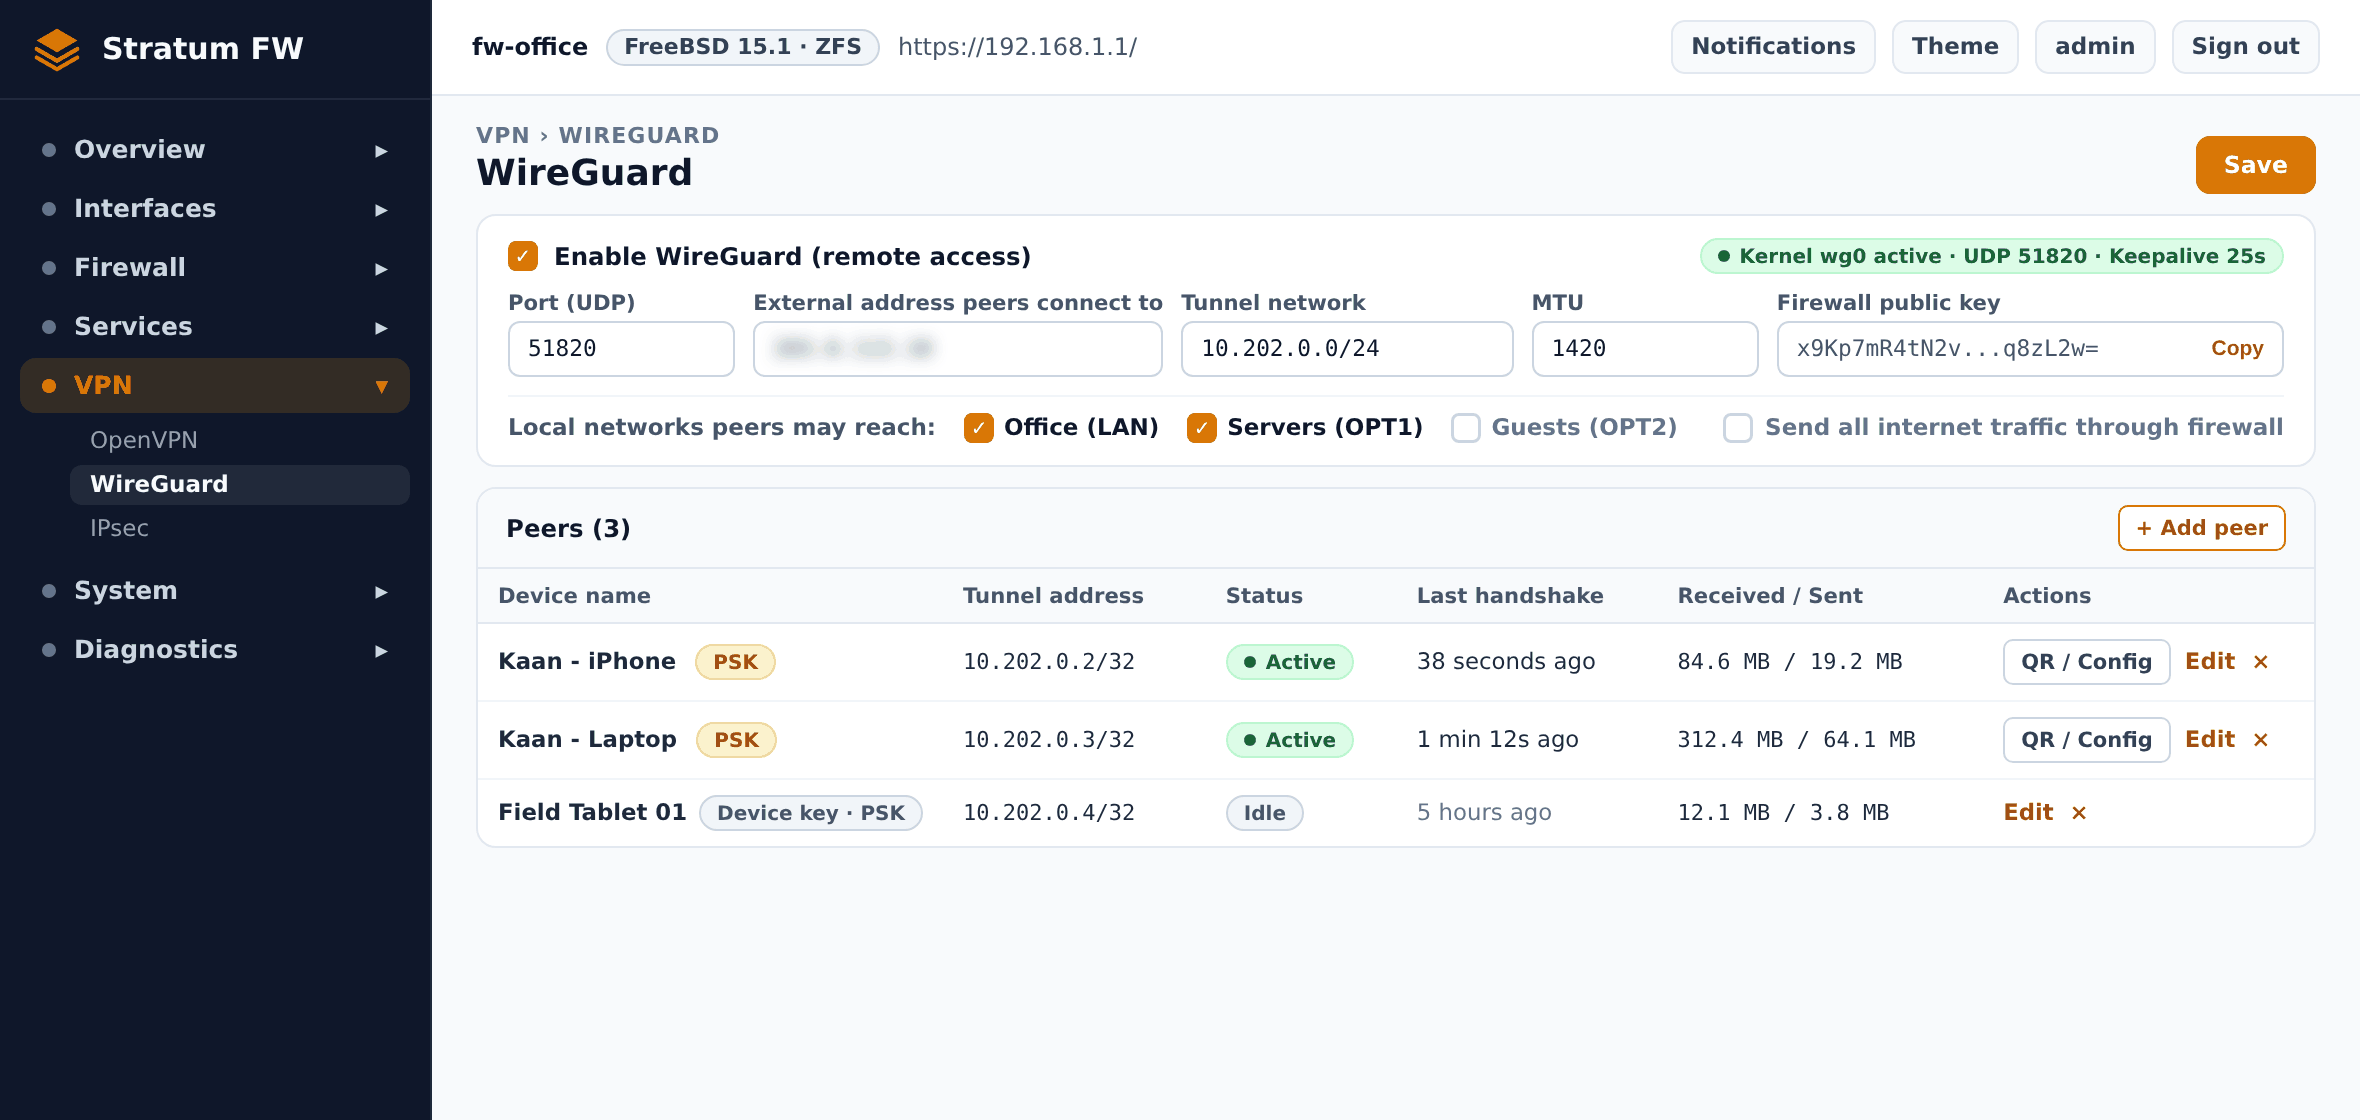 Stratum FW
fw-office FreeBSD 15.1 · ZFS https://192.168.1.1/ Notifications Theme admin Sign out
Overview ▶
Interfaces ▶
Firewall ▶
Services ▶
VPN ▼
OpenVPN
WireGuard
IPsec
System ▶
Diagnostics ▶
VPN › WIREGUARD
WireGuard
Save
✓ Enable WireGuard (remote access) Kernel wg0 active · UDP 51820 · Keepalive 25s
Port (UDP) External address peers connect to Tunnel network MTU Firewall public key
51820 10.202.0.0/24 1420 x9Kp7mR4tN2v...q8zL2w= Copy
Local networks peers may reach: ✓ Office (LAN) ✓ Servers (OPT1) Guests (OPT2) Send all internet traffic through firewall
Peers (3) + Add peer
Device name Tunnel address Status Last handshake Received / Sent Actions
Kaan - iPhone PSK 10.202.0.2/32 Active 38 seconds ago 84.6 MB / 19.2 MB QR / Config Edit ×
Kaan - Laptop PSK 10.202.0.3/32 Active 1 min 12s ago 312.4 MB / 64.1 MB QR / Config Edit ×
Field Tablet 01 Device key · PSK 10.202.0.4/32 Idle 5 hours ago 12.1 MB / 3.8 MB Edit ×